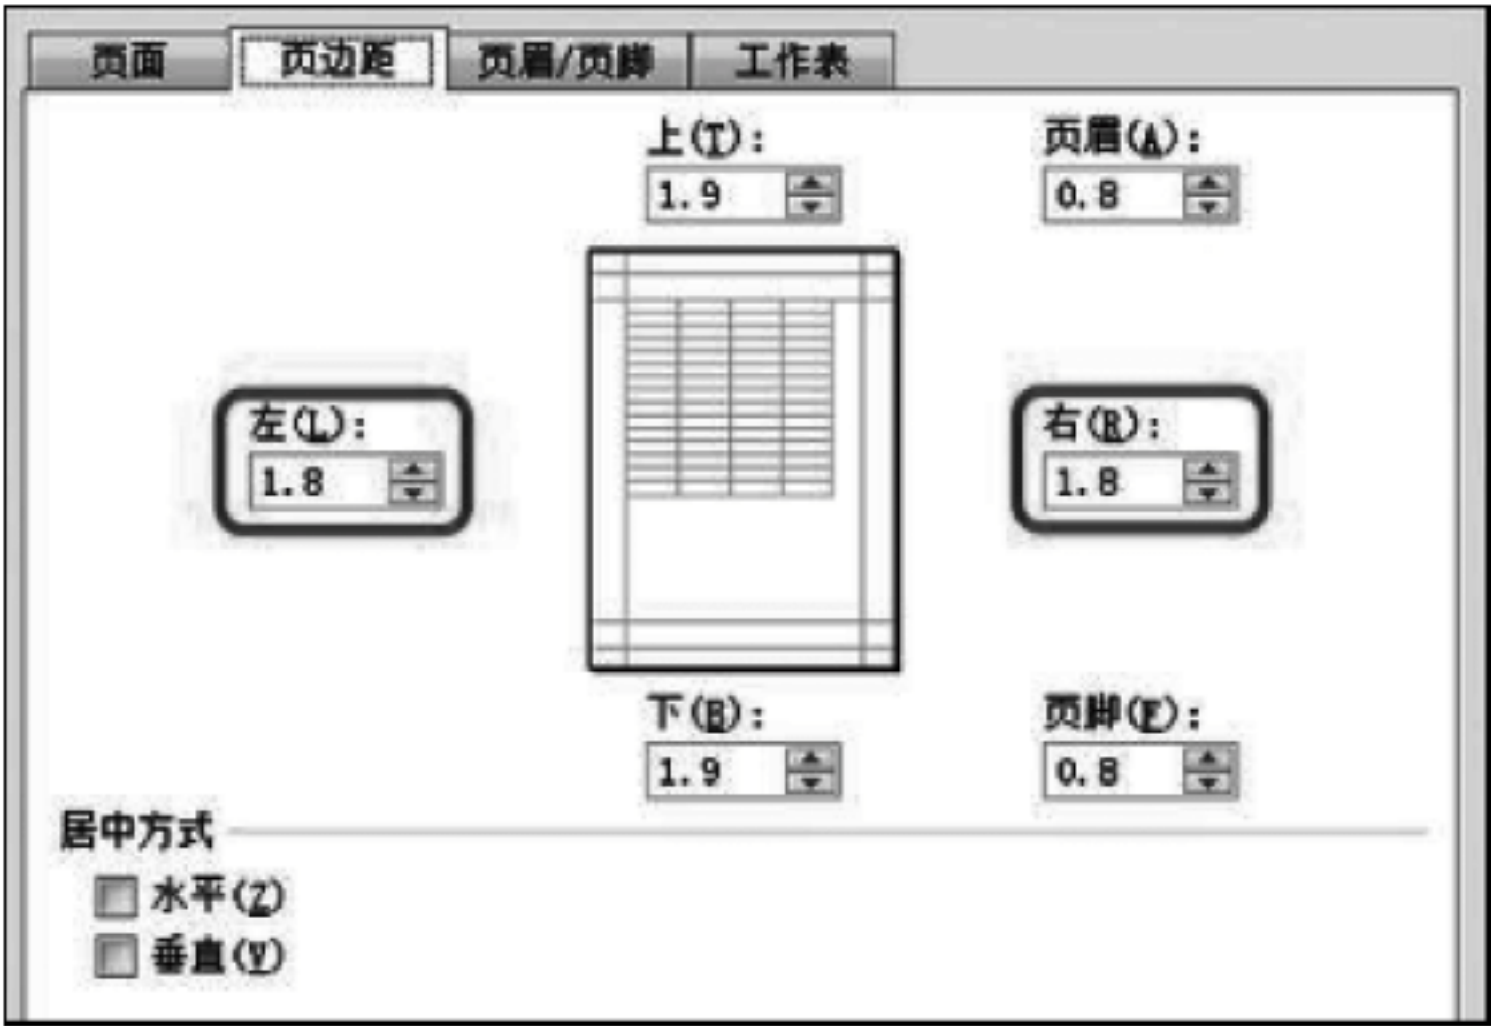 页面 页边距 页眉/页脚 工作表
上(T): 页眉(A):
1.9 0.8
左(L): 右(R):
1.8 1.8
下(B): 页脚(F):
1.9 0.8
居中方式
水平(Z)
垂直(V)